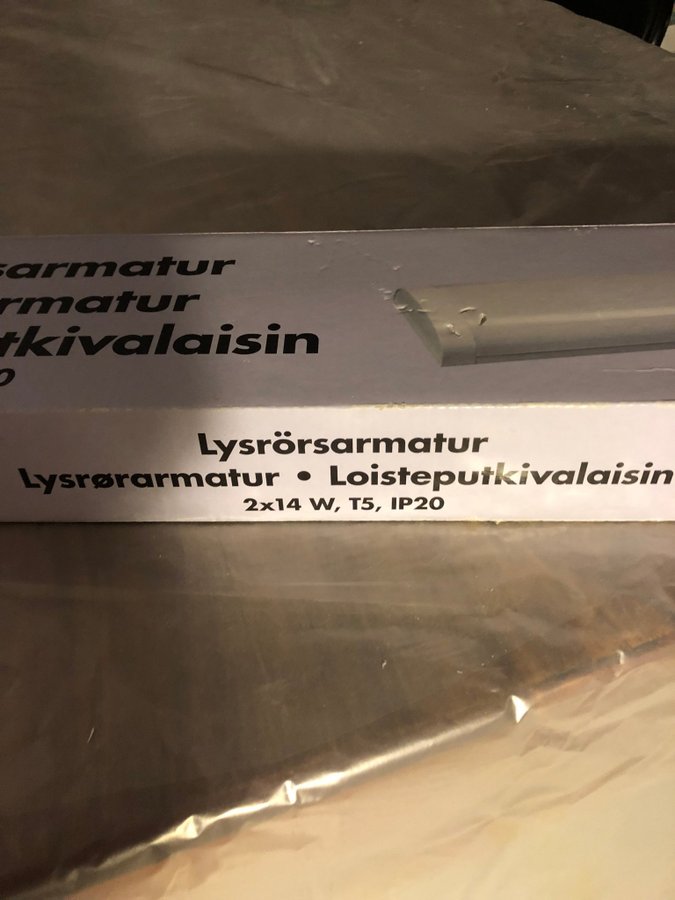 sarmatur
rmatur
tkivalaisin
Lysrörsarmatur
Lysrørarmatur • Loisteputkivalaisin
2x14 W, T5, IP20